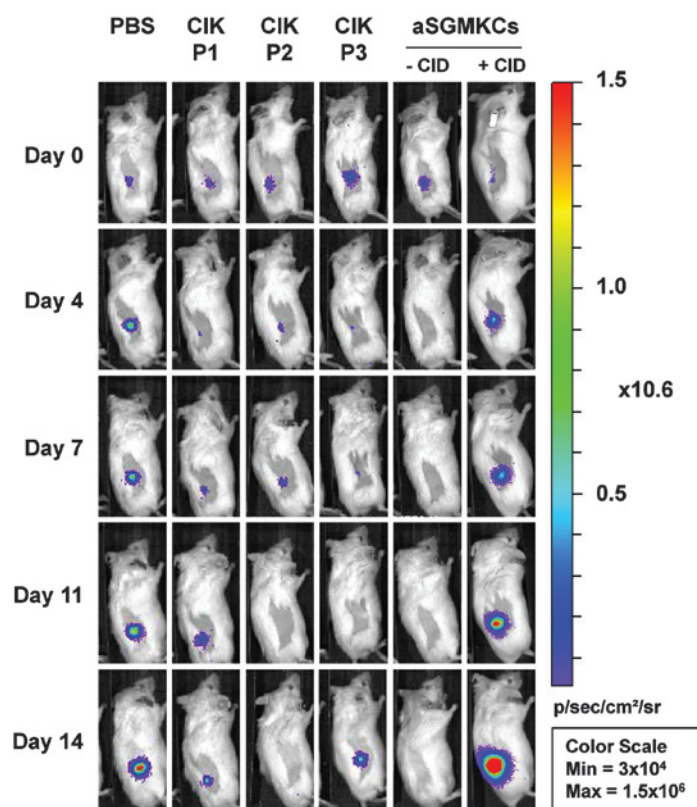 PBS CIK P1 CIK P2 CIK P3 aSGMKCs
- CID + CID
Day 0
Day 4
Day 7
Day 11
Day 14
1.5
1.0
x10.6
0.5
p/sec/cm²/sr
Color Scale
Min = 3x10⁴
Max = 1.5x10⁶